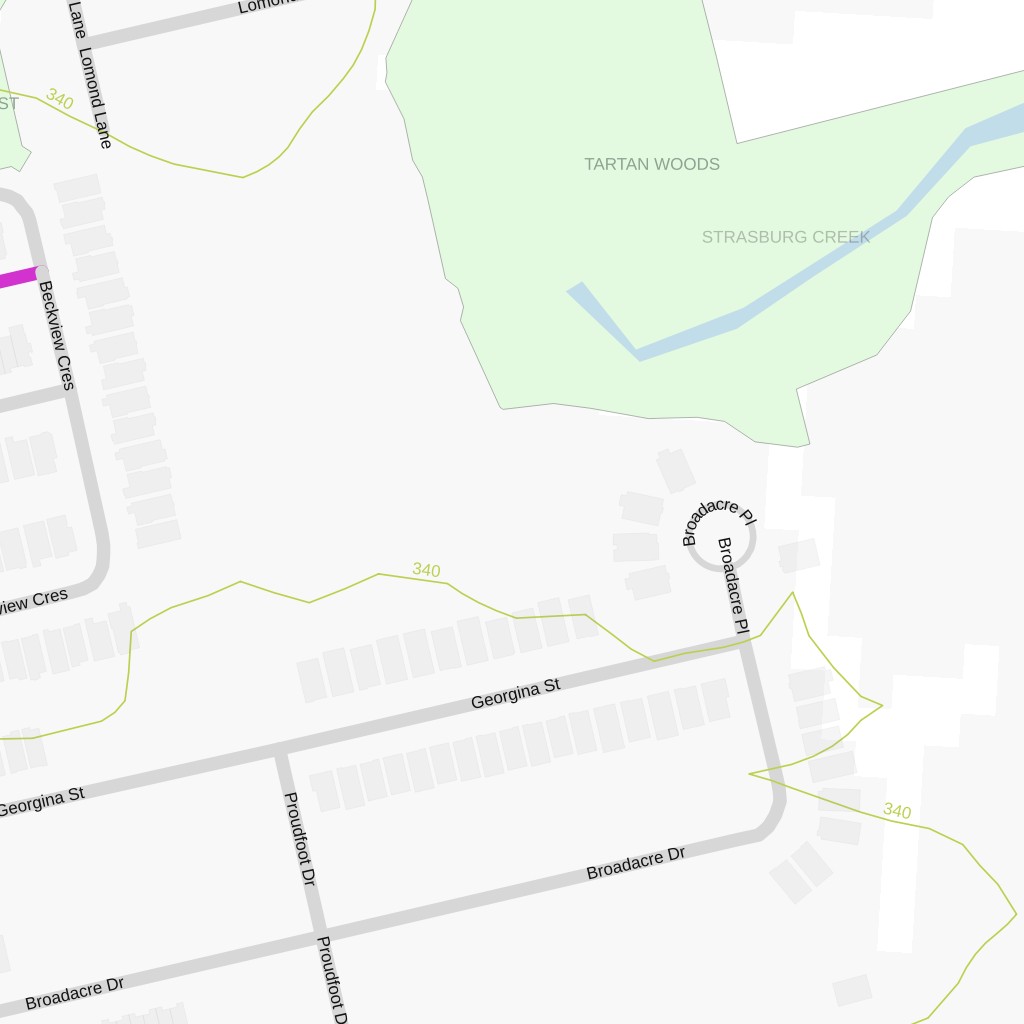 Lomond
Lane
Lomond Lane
340
ST
TARTAN WOODS
STRASBURG CREEK
Beckview Cres
Broadacre Pl
Broadacre Pl
340
view Cres
Georgina St
Georgina St
Proudfoot Dr
340
Broadacre Dr
Proudfoot D
Broadacre Dr